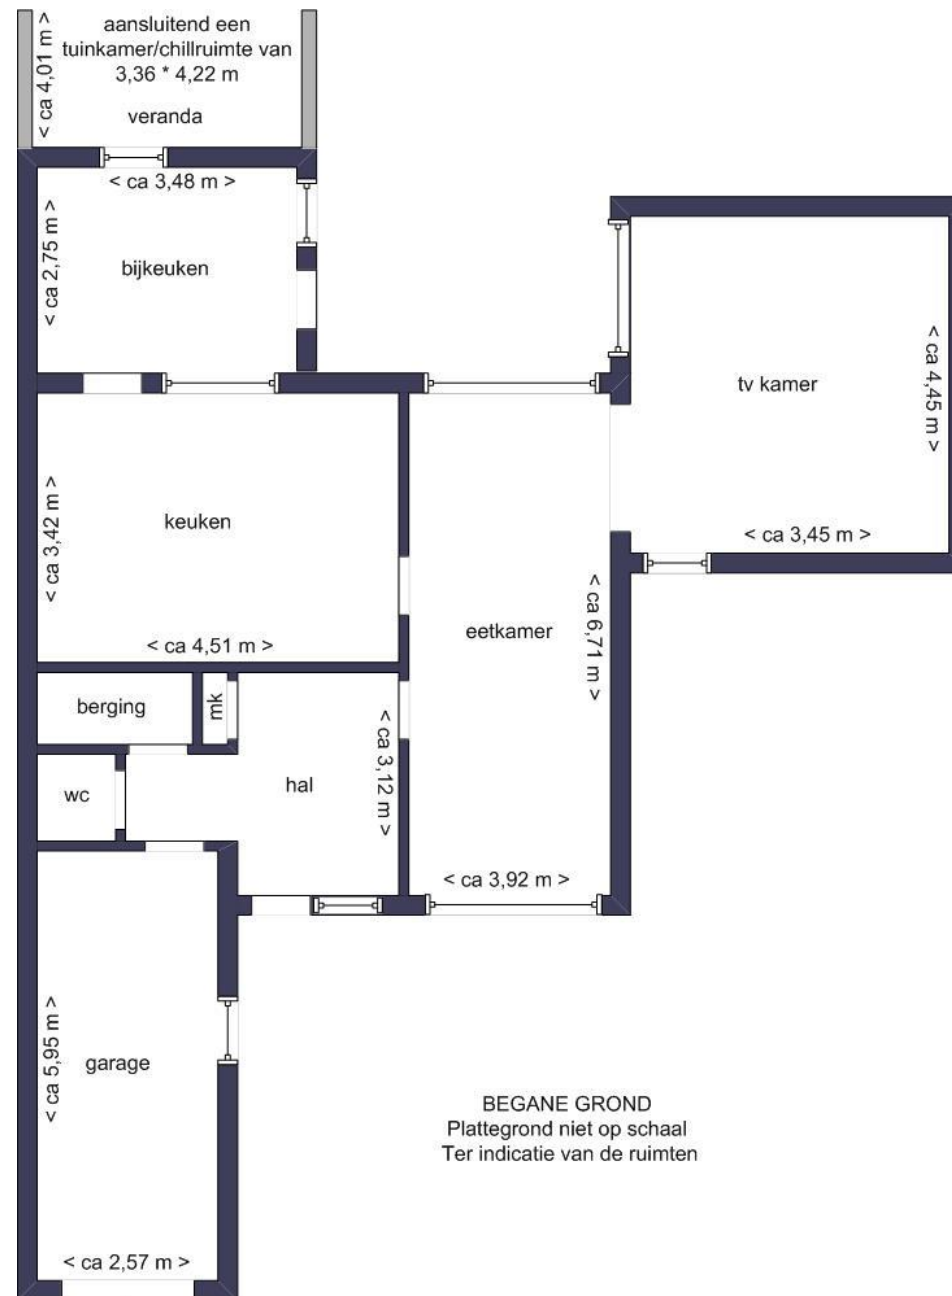 < ca 4,01 m >
aansluitend een
tuinkamer/chillruimte van
3,36 * 4,22 m
veranda
< ca 3,48 m >
< ca 2,75 m >
bijkeuken
tv kamer
< ca 4,45 m >
< ca 3,45 m >
< ca 3,42 m >
keuken
< ca 4,51 m >
eetkamer
< ca 6,71 m >
berging
mk
wc
hal
< ca 3,12 m >
< ca 3,92 m >
< ca 5,95 m >
garage
< ca 2,57 m >
BEGANE GROND
Plattegrond niet op schaal
Ter indicatie van de ruimten